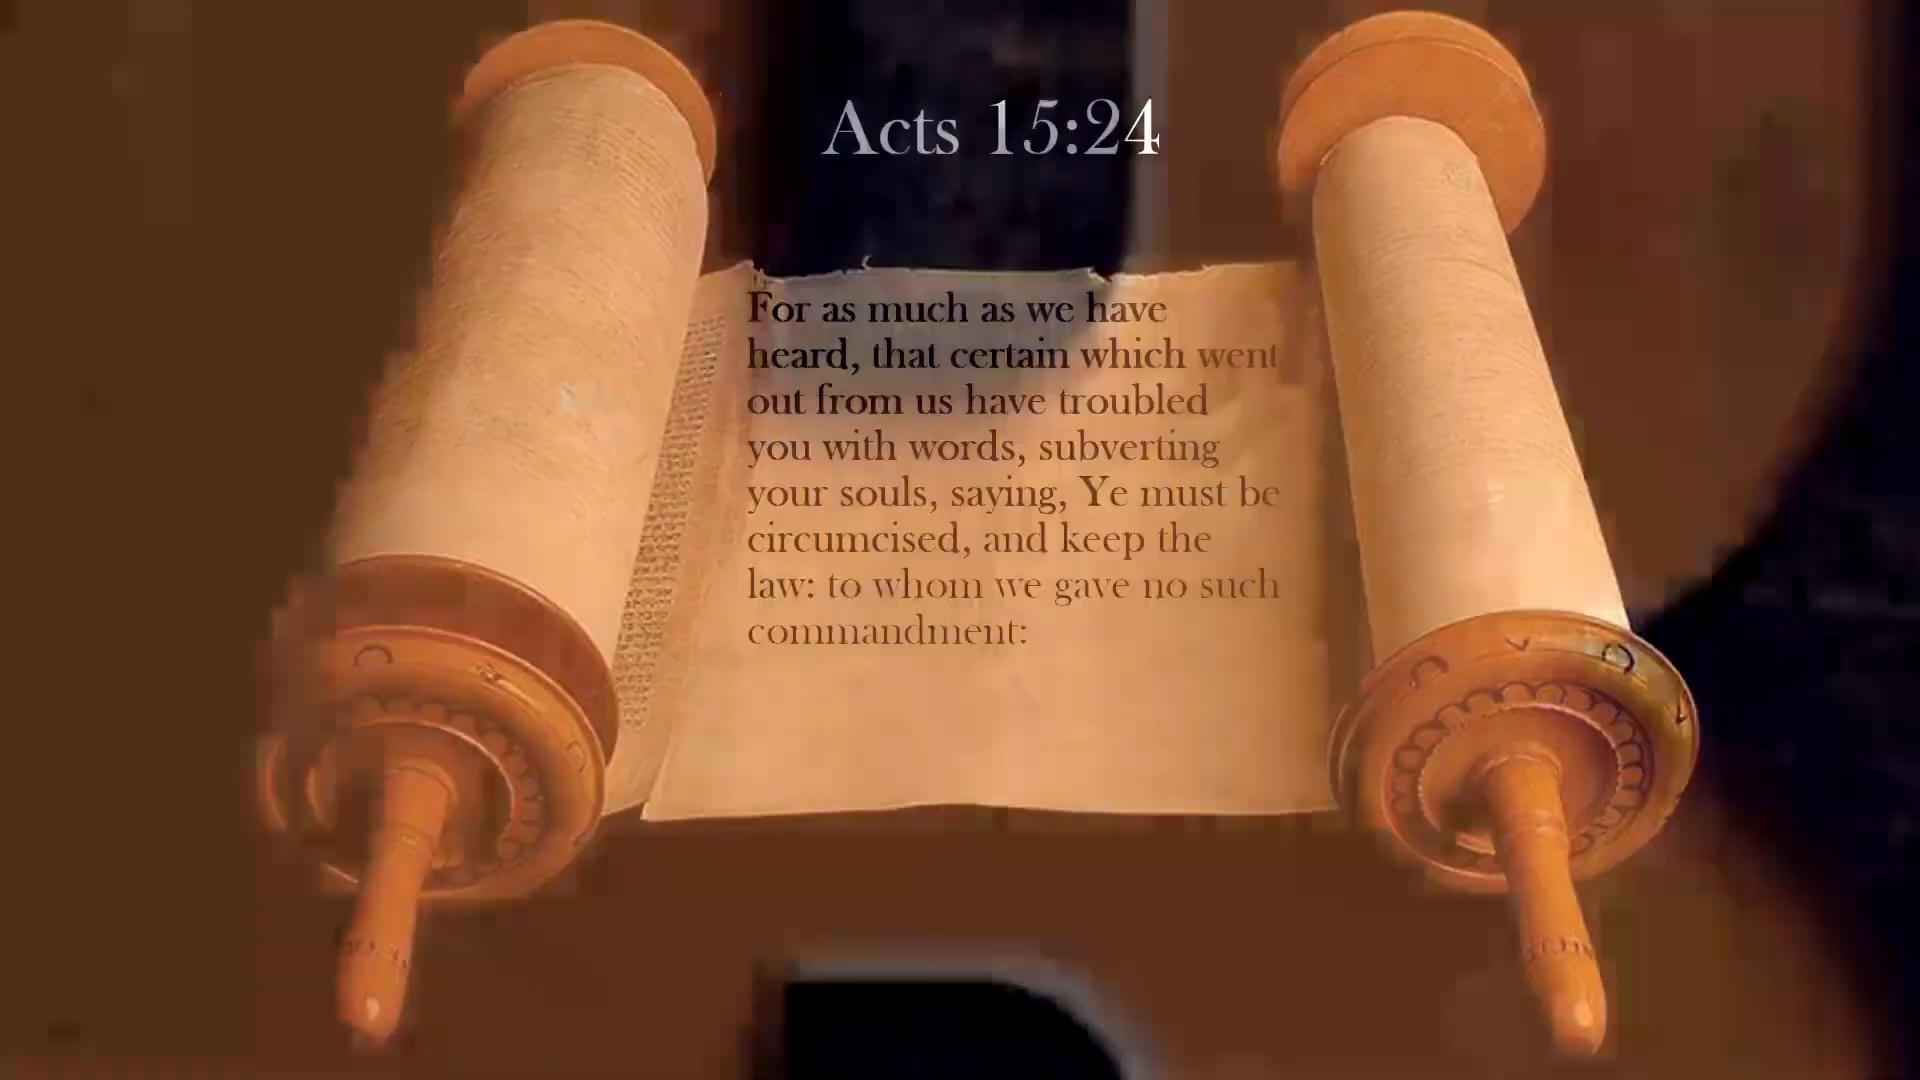 Acts 15:24
For as much as we have
heard, that certain which went
out from us have troubled
you with words, subverting
your souls, saying, Ye must be
circumcised, and keep the
law: to whom we gave no such
commandment: